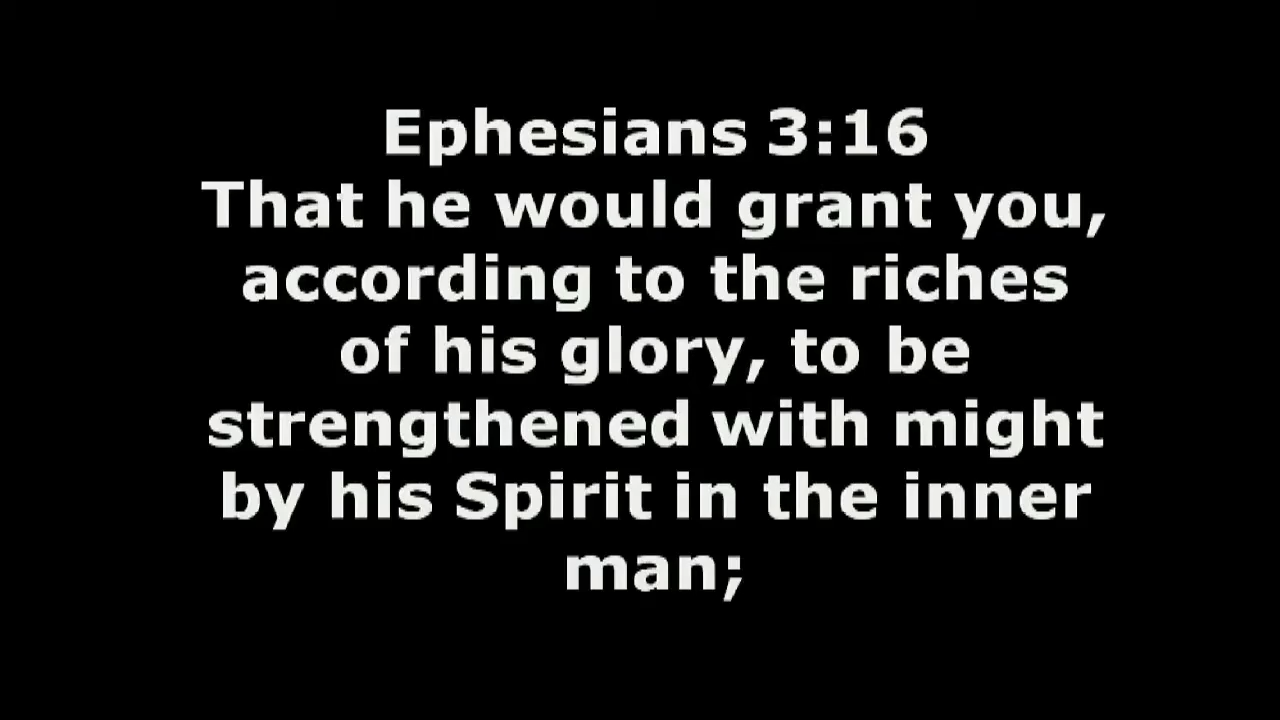 Ephesians 3:16
That he would grant you,
according to the riches
of his glory, to be
strengthened with might
by his Spirit in the inner
man;